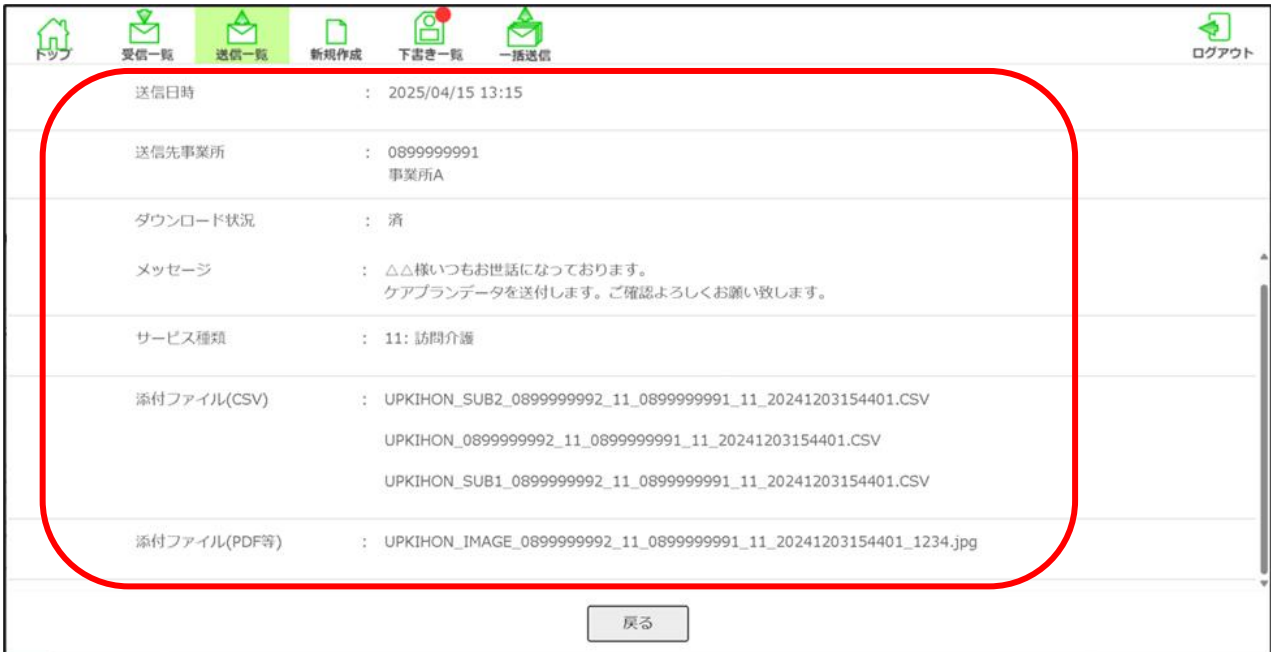 トップ 受信一覧 送信一覧 新規作成 下書き一覧 一括送信 ログアウト
送信日時 : 2025/04/15 13:15
送信先事業所 : 0899999991
事業所A
ダウンロード状況 : 済
メッセージ : △△様いつもお世話になっております。
ケアプランデータを送付します。ご確認よろしくお願い致します。
サービス種類 : 11: 訪問介護
添付ファイル(CSV) : UPKIHON_SUB2_0899999992_11_0899999991_11_20241203154401.CSV
UPKIHON_0899999992_11_0899999991_11_20241203154401.CSV
UPKIHON_SUB1_0899999992_11_0899999991_11_20241203154401.CSV
添付ファイル(PDF等) : UPKIHON_IMAGE_0899999992_11_0899999991_11_20241203154401_1234.jpg
戻る